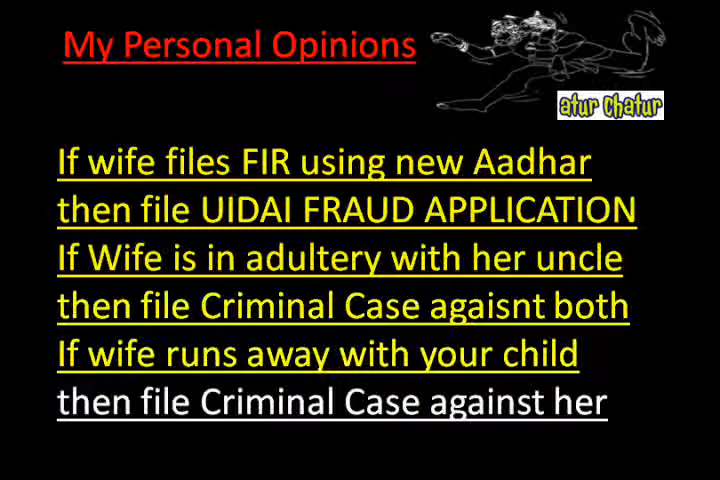 My Personal Opinions
atur chatur
If wife files FIR using new Aadhar
then file UIDAI FRAUD APPLICATION
If Wife is in adultery with her uncle
then file Criminal Case agaisnt both
If wife runs away with your child
then file Criminal Case against her